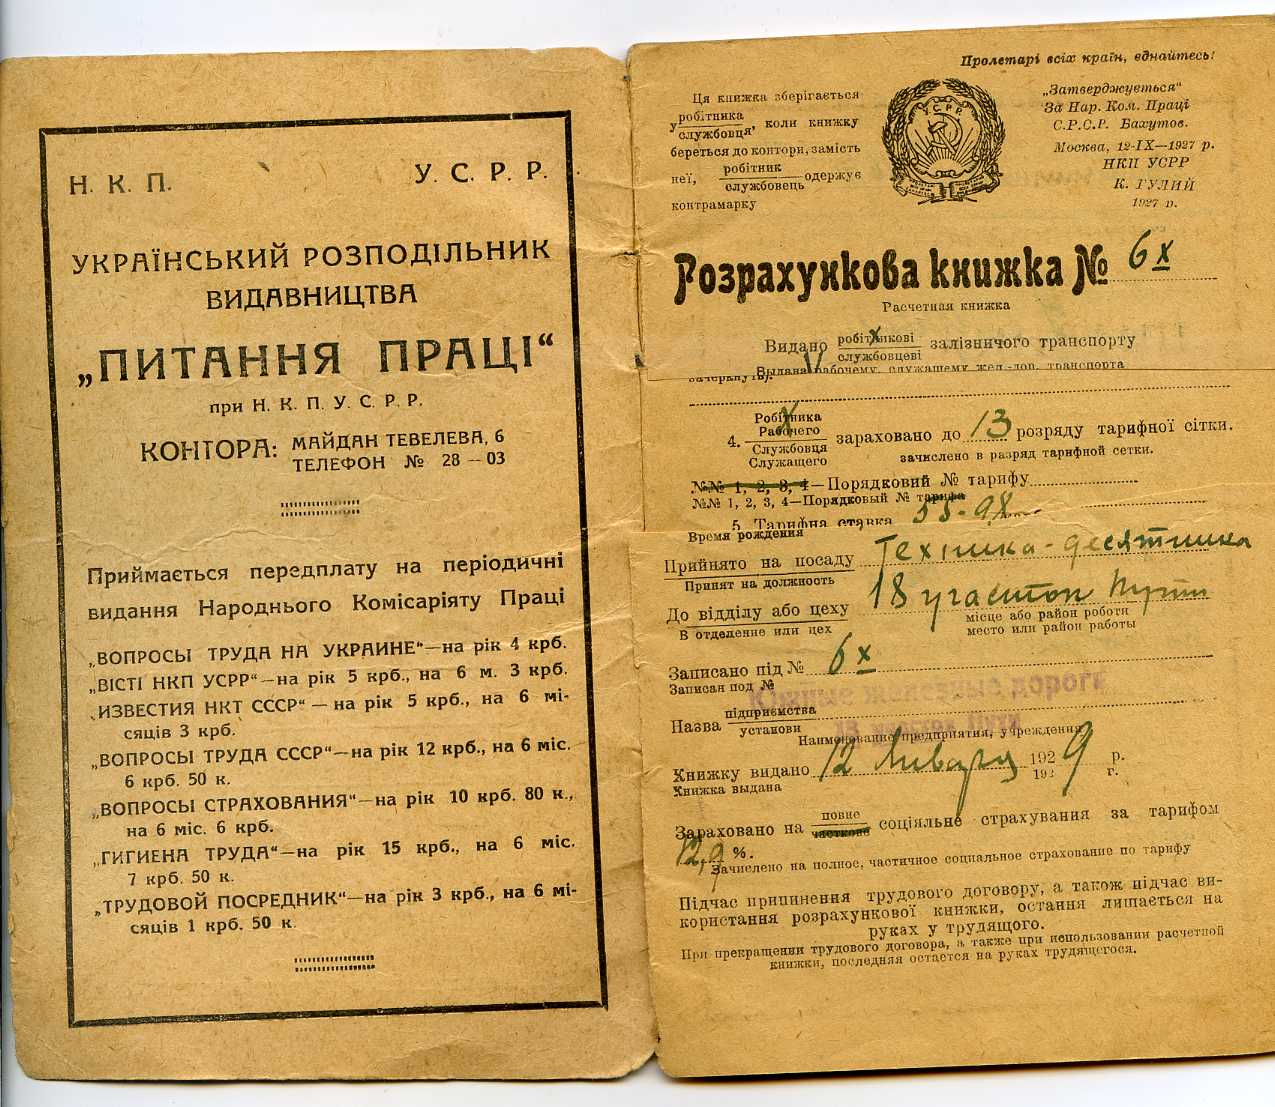 Н. К. П. У. С. Р. Р.
УКРАЇНСЬКИЙ РОЗПОДІЛЬНИК
ВИДАВНИЦТВА
„ПИТАННЯ ПРАЦІ“
при Н. К. П. У. С. Р. Р.
КОНТОРА: МАЙДАН ТЕВЕЛЕВА, 6
ТЕЛЕФОН № 28 — 03
Приймається передплату на періодичні
видання Народнього Комісаріяту Праці
„ВОПРОСЫ ТРУДА НА УКРАИНЕ“—на рік 4 крб.
„ВІСТІ НКП УСРР“—на рік 5 крб., на 6 м. 3 крб.
„ИЗВЕСТИЯ НКТ СССР“ — на рік 5 крб., на 6 мі-
сяців 3 крб.
„ВОПРОСЫ ТРУДА СССР“—на рік 12 крб., на 6 міс.
6 крб. 50 к.
„ВОПРОСЫ СТРАХОВАНИЯ“—на рік 10 крб. 80 к.,
на 6 міс. 6 крб.
„ГИГИЕНА ТРУДА“—на рік 15 крб., на 6 міс.
7 крб. 50 к.
„ТРУДОВОЙ ПОСРЕДНИК“—на рік 3 крб., на 6 мі-
сяців 1 крб. 50 к.
Пролетарі всіх країн, єднайтесь!
Ця книжка зберігається
у робітника
службовця, коли книжку
береться до контори, замість
неї, робітник
службовець одержує
контрамарку
У. С. Р. Р.
„Затверджується“
За Нар. Ком. Праці
С.Р.С.Р. Бахутов.
Москва, 12-IX—1927 р.
НКП УСРР
К. ГУЛИЙ
1927 р.
Розрахункова книжка № 6х
Расчетная книжка
Видано робітникові
службовцеві залізничого транспорту
Выдана рабочему, служащему жел.-дор. транспорта
зачеркнуть).
4. Робітника
Рабочего
Службовця
Служащего
зараховано до 13 розряду тарифної сітки.
зачислено в разряд тарифной сетки.
№№ 1, 2, 3, 4—Порядковий № тарифу
№№ 1, 2, 3, 4—Порядковый № тарифа
5. Тарифна ставка 55-98
Время рождения
Прийнято на посаду Техніка-десятника
Принят на должность
До відділу або цеху 18 участок Пути
В отделение или цех
місце або район роботи
место или район работы
Записано під № 6х
Записан под №
Южные железные дороги
Назва підприємства
установи
18 участок Пути
Наименование предприятия, учреждения
Книжку видано 12 Января 1929 р.
Книжка выдана 192 г.
Зараховано на повне
часткове соціяльне страхування за тарифом
12,9 %.
Зачислено на полное, частичное социальное страхование по тарифу
Підчас припинення трудового договору, а також підчас ви-
користання розрахункової книжки, остання лишається на
руках у трудящого.
При прекращении трудового договора, а также при использовании расчетной
книжки, последняя остается на руках трудящегося.